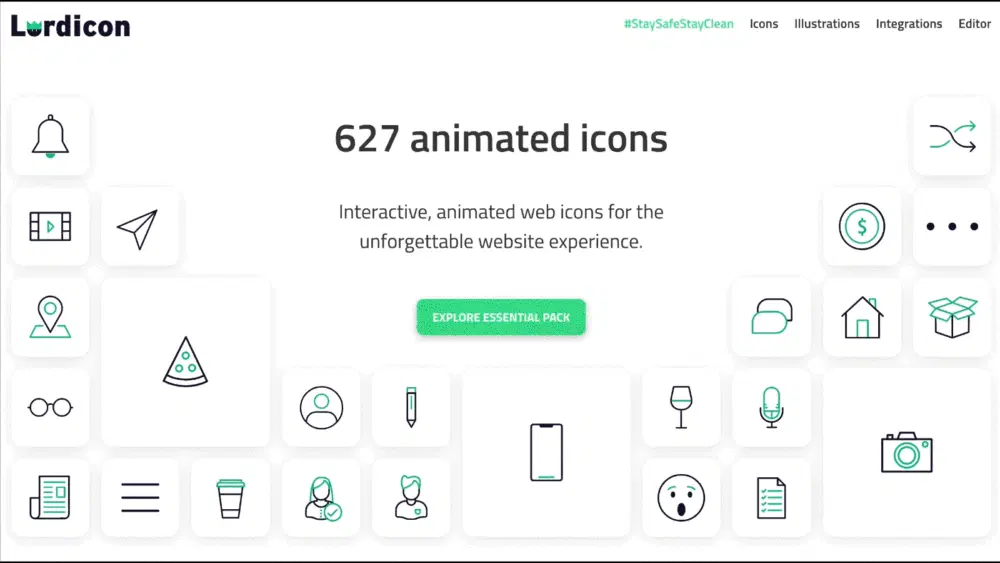 Lordicon
#StaySafeStayClean Icons Illustrations Integrations Editor
627 animated icons
Interactive, animated web icons for the
unforgettable website experience.
EXPLORE ESSENTIAL PACK
$